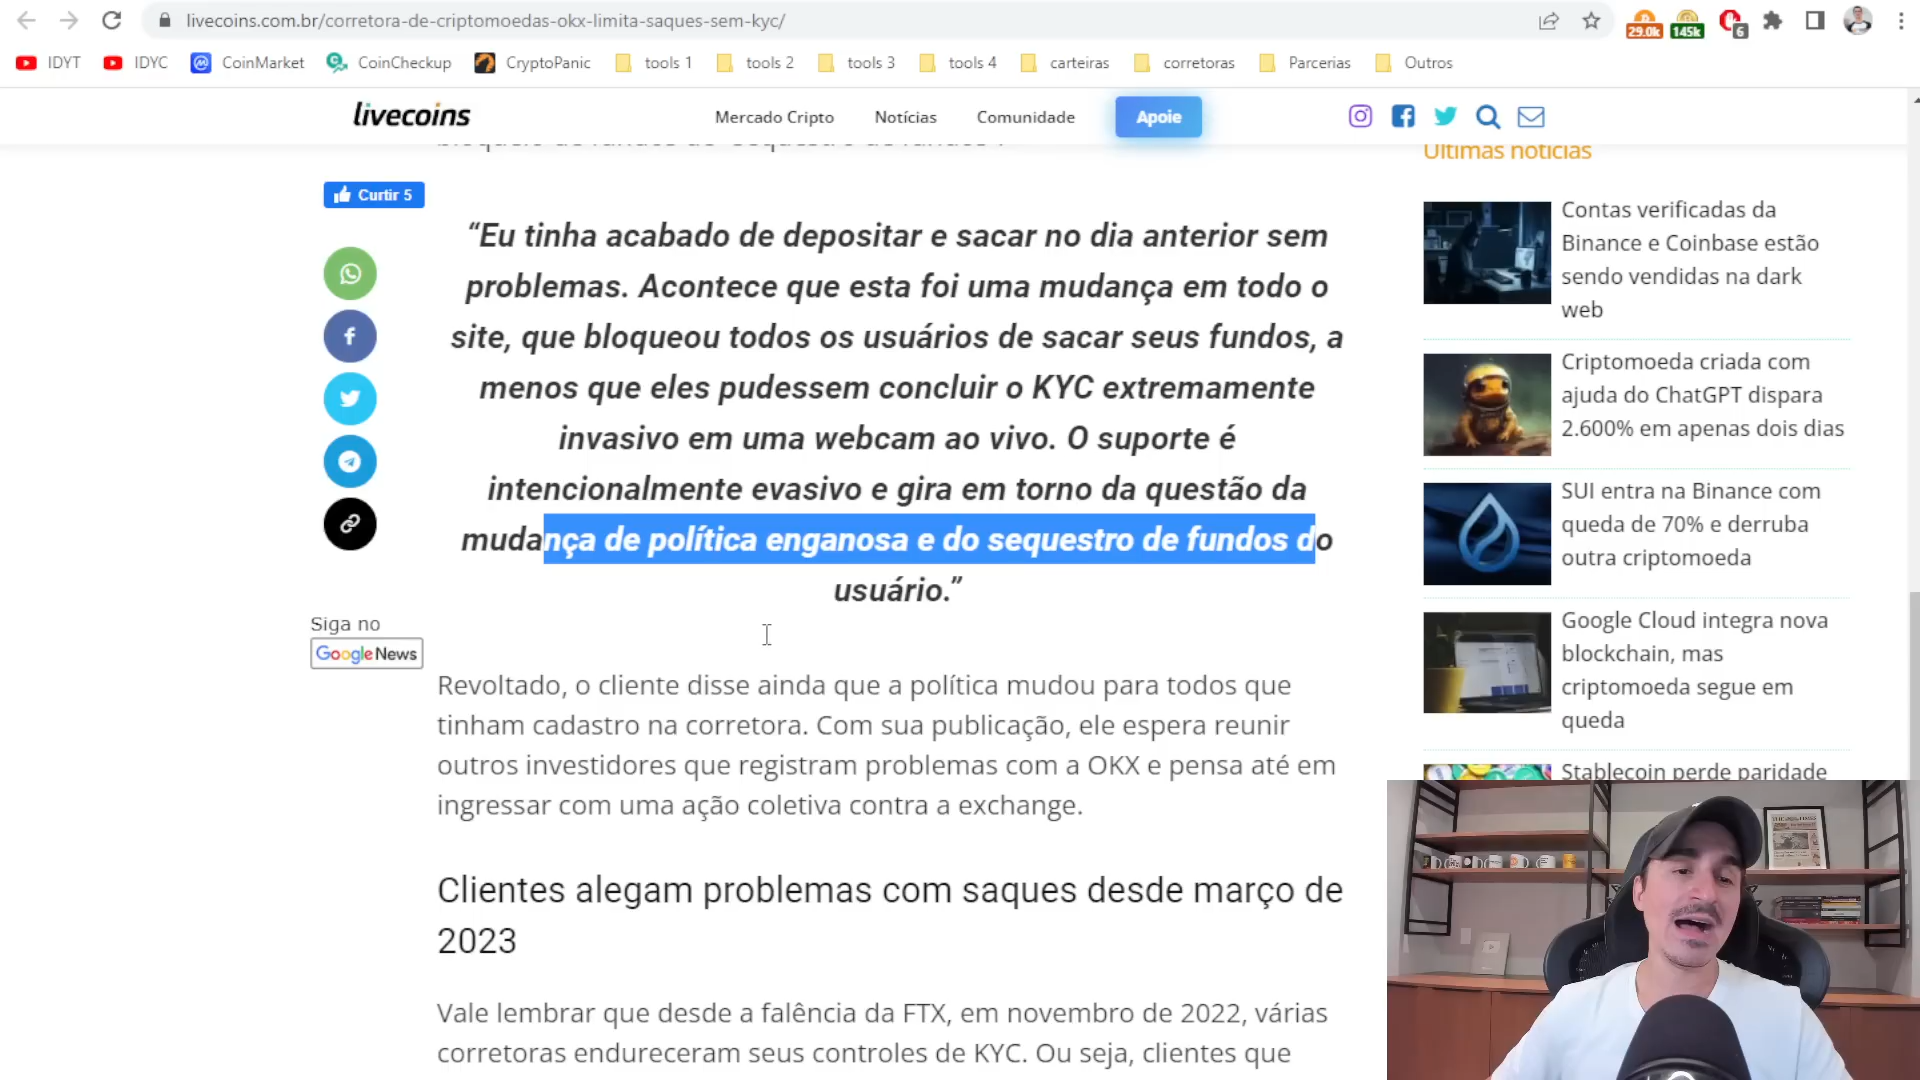 livecoins.com.br/corretora-de-criptomoedas-okx-limita-saques-sem-kyc/
29.0k
145k
6
IDYT
IDYC
CoinMarket
CoinCheckup
CryptoPanic
tools 1
tools 2
tools 3
tools 4
carteiras
corretoras
Parcerias
Outros
livecoins
Mercado Cripto
Notícias
Comunidade
Apoie
Curtir 5
“Eu tinha acabado de depositar e sacar no dia anterior sem
problemas. Acontece que esta foi uma mudança em todo o
site, que bloqueou todos os usuários de sacar seus fundos, a
menos que eles pudessem concluir o KYC extremamente
invasivo em uma webcam ao vivo. O suporte é
intencionalmente evasivo e gira em torno da questão da
mudança de política enganosa e do sequestro de fundos do
usuário.”
Siga no
Google News
Revoltado, o cliente disse ainda que a política mudou para todos que
tinham cadastro na corretora. Com sua publicação, ele espera reunir
outros investidores que registram problemas com a OKX e pensa até em
ingressar com uma ação coletiva contra a exchange.
Clientes alegam problemas com saques desde março de
2023
Vale lembrar que desde a falência da FTX, em novembro de 2022, várias
corretoras endureceram seus controles de KYC. Ou seja, clientes que
Últimas notícias
Contas verificadas da
Binance e Coinbase estão
sendo vendidas na dark
web
Criptomoeda criada com
ajuda do ChatGPT dispara
2.600% em apenas dois dias
SUI entra na Binance com
queda de 70% e derruba
outra criptomoeda
Google Cloud integra nova
blockchain, mas
criptomoeda segue em
queda
Stablecoin perde paridade